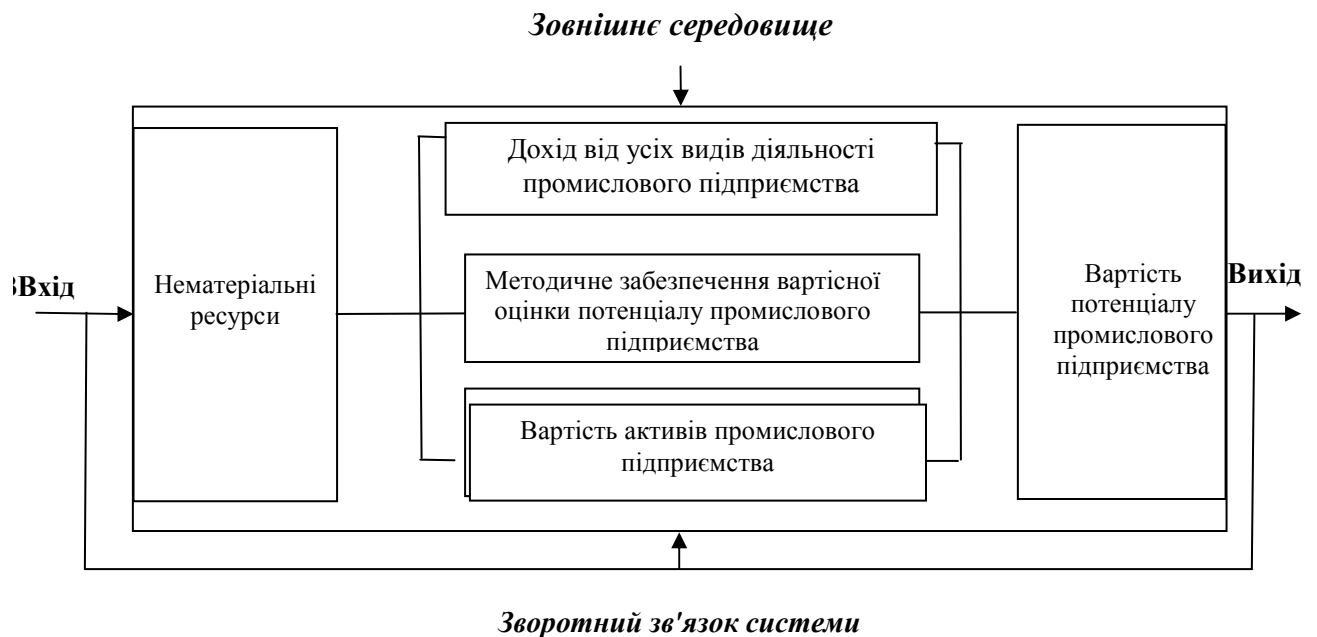 Зовнішнє середовище
Дохід від усіх видів діяльності
промислового підприємства
ВВхід
Нематеріальні
ресурси
Методичне забезпечення вартісної
оцінки потенціалу промислового
підприємства
Вартість
потенціалу
промислового
підприємства
Вихід
Вартість активів промислового
підприємства
Зворотний зв'язок системи